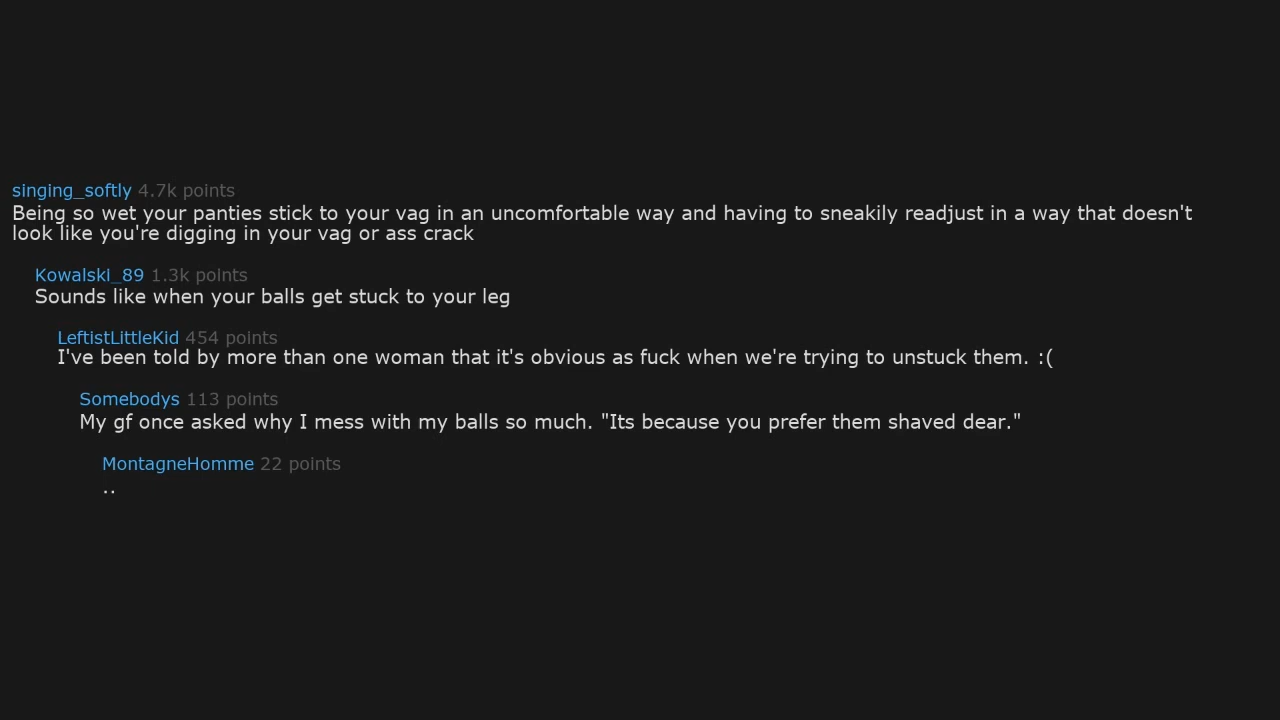 singing_softly 4.7k points
Being so wet your panties stick to your vag in an uncomfortable way and having to sneakily readjust in a way that doesn't
look like you're digging in your vag or ass crack
Kowalski_89 1.3k points
Sounds like when your balls get stuck to your leg
LeftistLittleKid 454 points
I've been told by more than one woman that it's obvious as fuck when we're trying to unstuck them. :(
Somebodys 113 points
My gf once asked why I mess with my balls so much. "Its because you prefer them shaved dear."
MontagneHomme 22 points
..